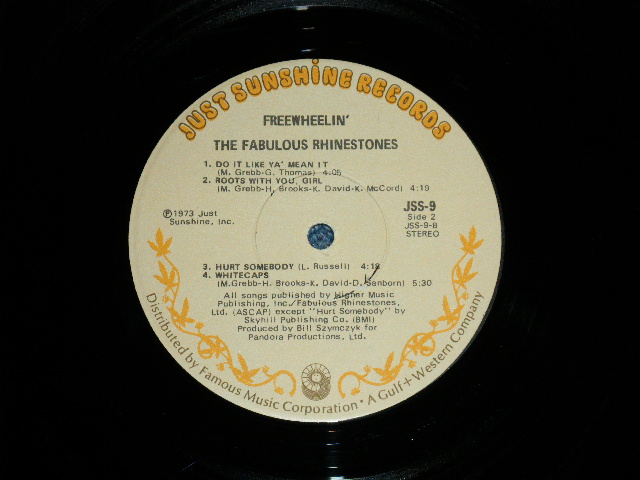 JUST SUNSHINE RECORDS
FREEWHEELIN'
THE FABULOUS RHINESTONES
1. DO IT LIKE YA' MEAN IT
(M. Grebb-G. Thomas) 4:05
2. ROOTS WITH YOU, GIRL
(M. Grebb-H. Brooks-K. David-K. McCord) 4:19
℗1973 Just
Sunshine, Inc.
JSS-9
Side 2
JSS-9-B
STEREO
3. HURT SOMEBODY (L. Russell) 4:18
4. WHITECAPS
(M.Grebb-H. Brooks-K. David-D. Sanborn) 5:30
All songs published by Higher Music
Publishing, Inc./Fabulous Rhinestones,
Ltd. (ASCAP) except "Hurt Somebody" by
Skyhill Publishing Co. (BMI)
Produced by Bill Szymczyk for
Pandora Productions, Ltd.
Distributed by Famous Music Corporation • A Gulf+Western Company